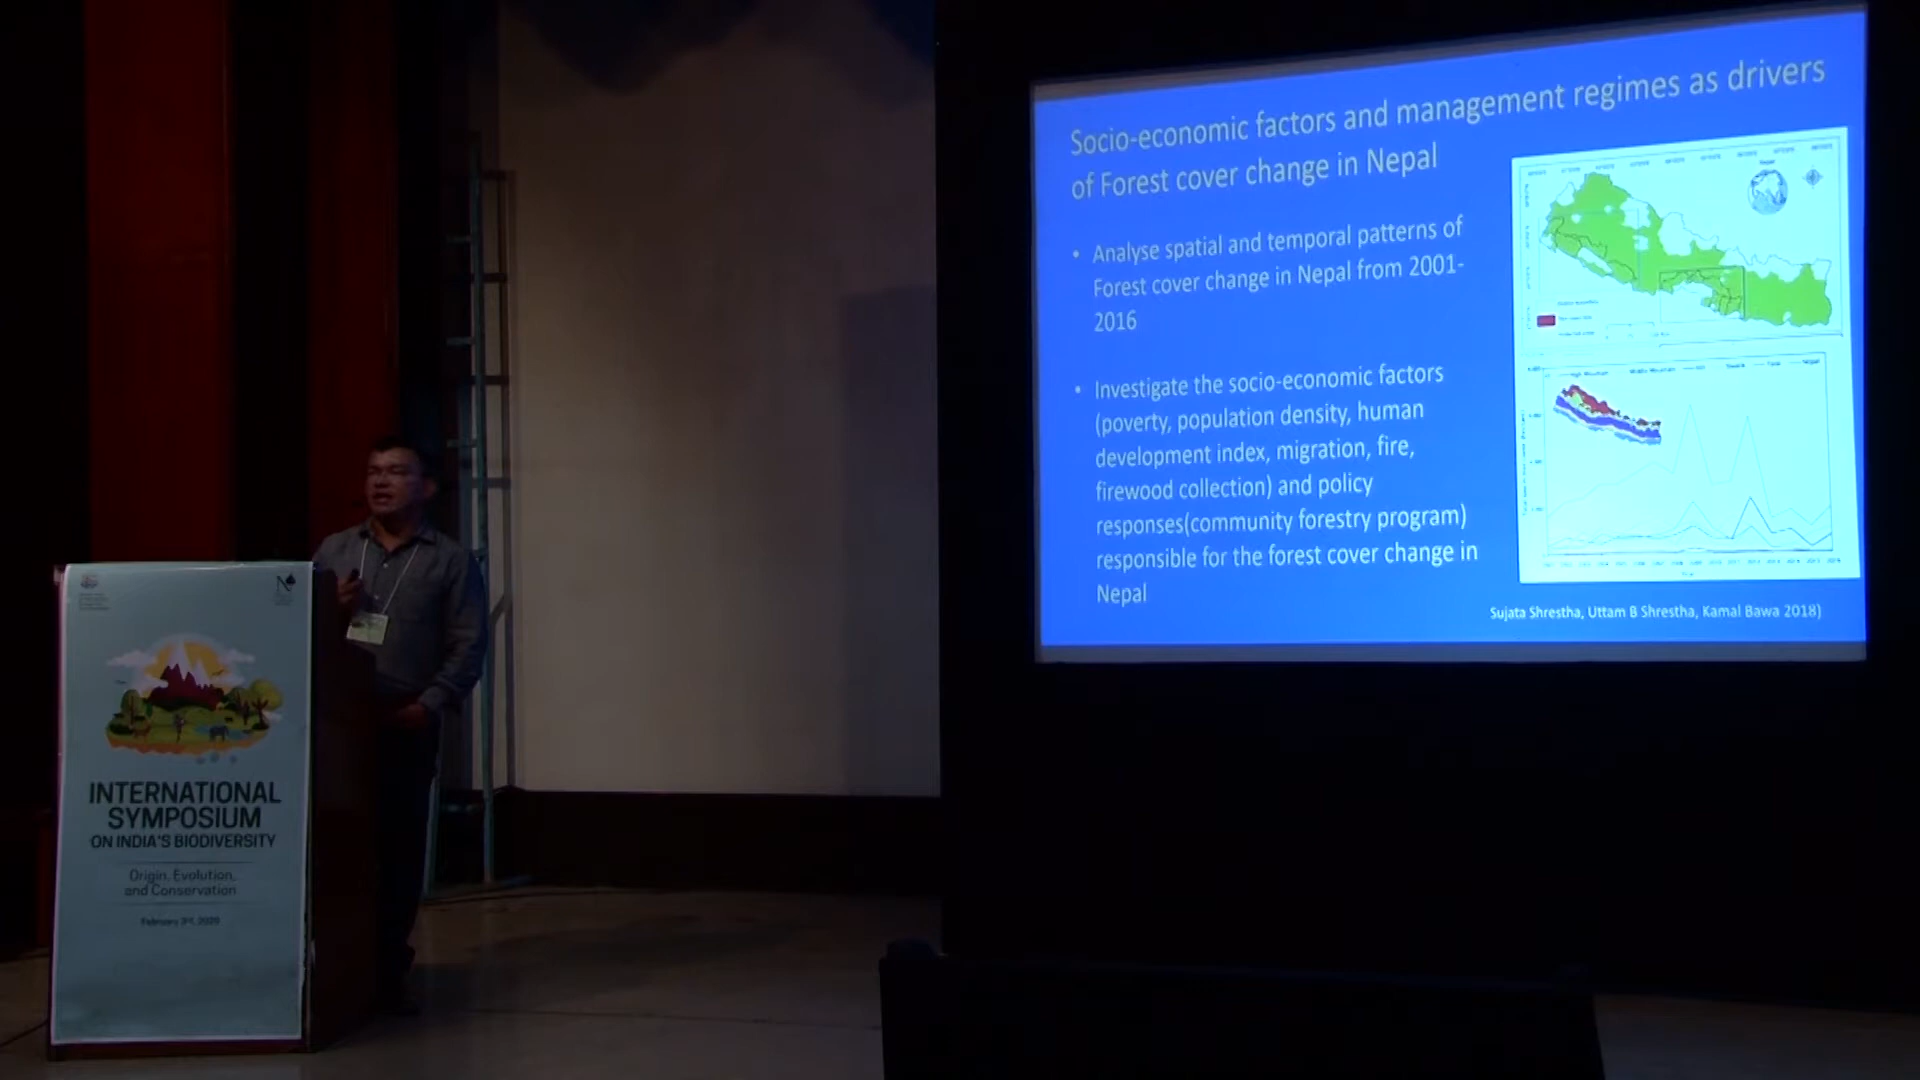 Socio-economic factors and management regimes as drivers
of Forest cover change in Nepal
• Analyse spatial and temporal patterns of
Forest cover change in Nepal from 2001-
2016
• Investigate the socio-economic factors
(poverty, population density, human
development index, migration, fire,
firewood collection) and policy
responses(community forestry program)
responsible for the forest cover change in
Nepal
Sujata Shrestha, Uttam B Shrestha, Kamal Bawa 2018)
INTERNATIONAL
SYMPOSIUM
ON INDIA'S BIODIVERSITY
Origin, Evolution,
and Conservation
February 3rd, 2020